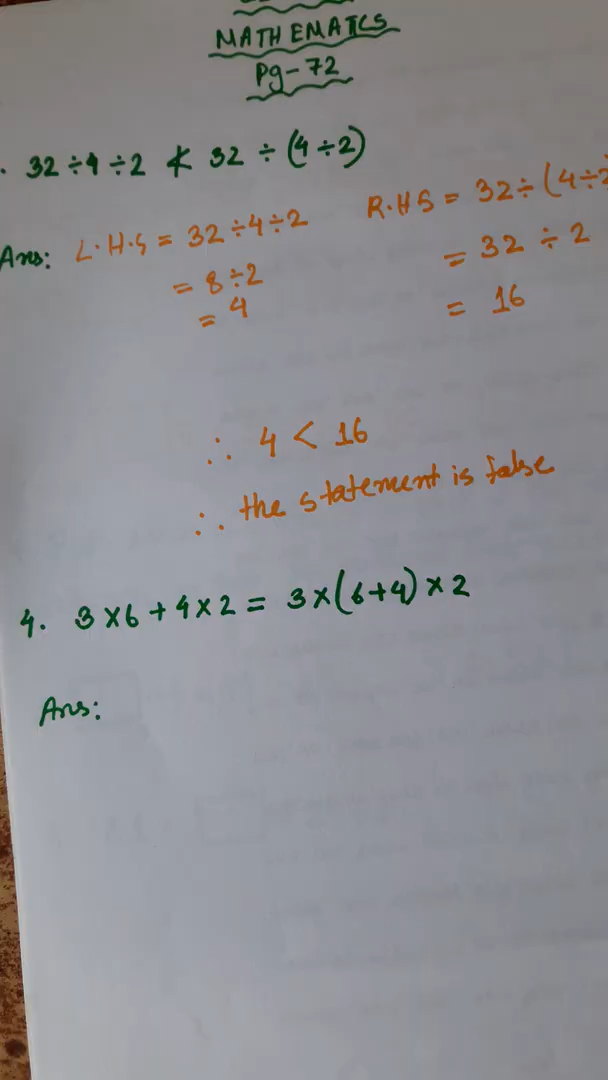 MATHEMATICS
Pg-72
. 32 ÷ 4 ÷ 2 ≮ 32 ÷ (4 ÷ 2)
Ans: L.H.S = 32 ÷ 4 ÷ 2 R.H.S = 32 ÷ (4 ÷ 2
= 8 ÷ 2 = 32 ÷ 2
= 4 = 16
∴ 4 < 16
∴ the statement is false
4. 3 × 6 + 4 × 2 = 3 × (6 + 4) × 2
Ans: